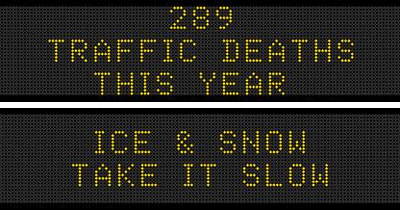 289
TRAFFIC DEATHS
THIS YEAR
ICE & SNOW
TAKE IT SLOW